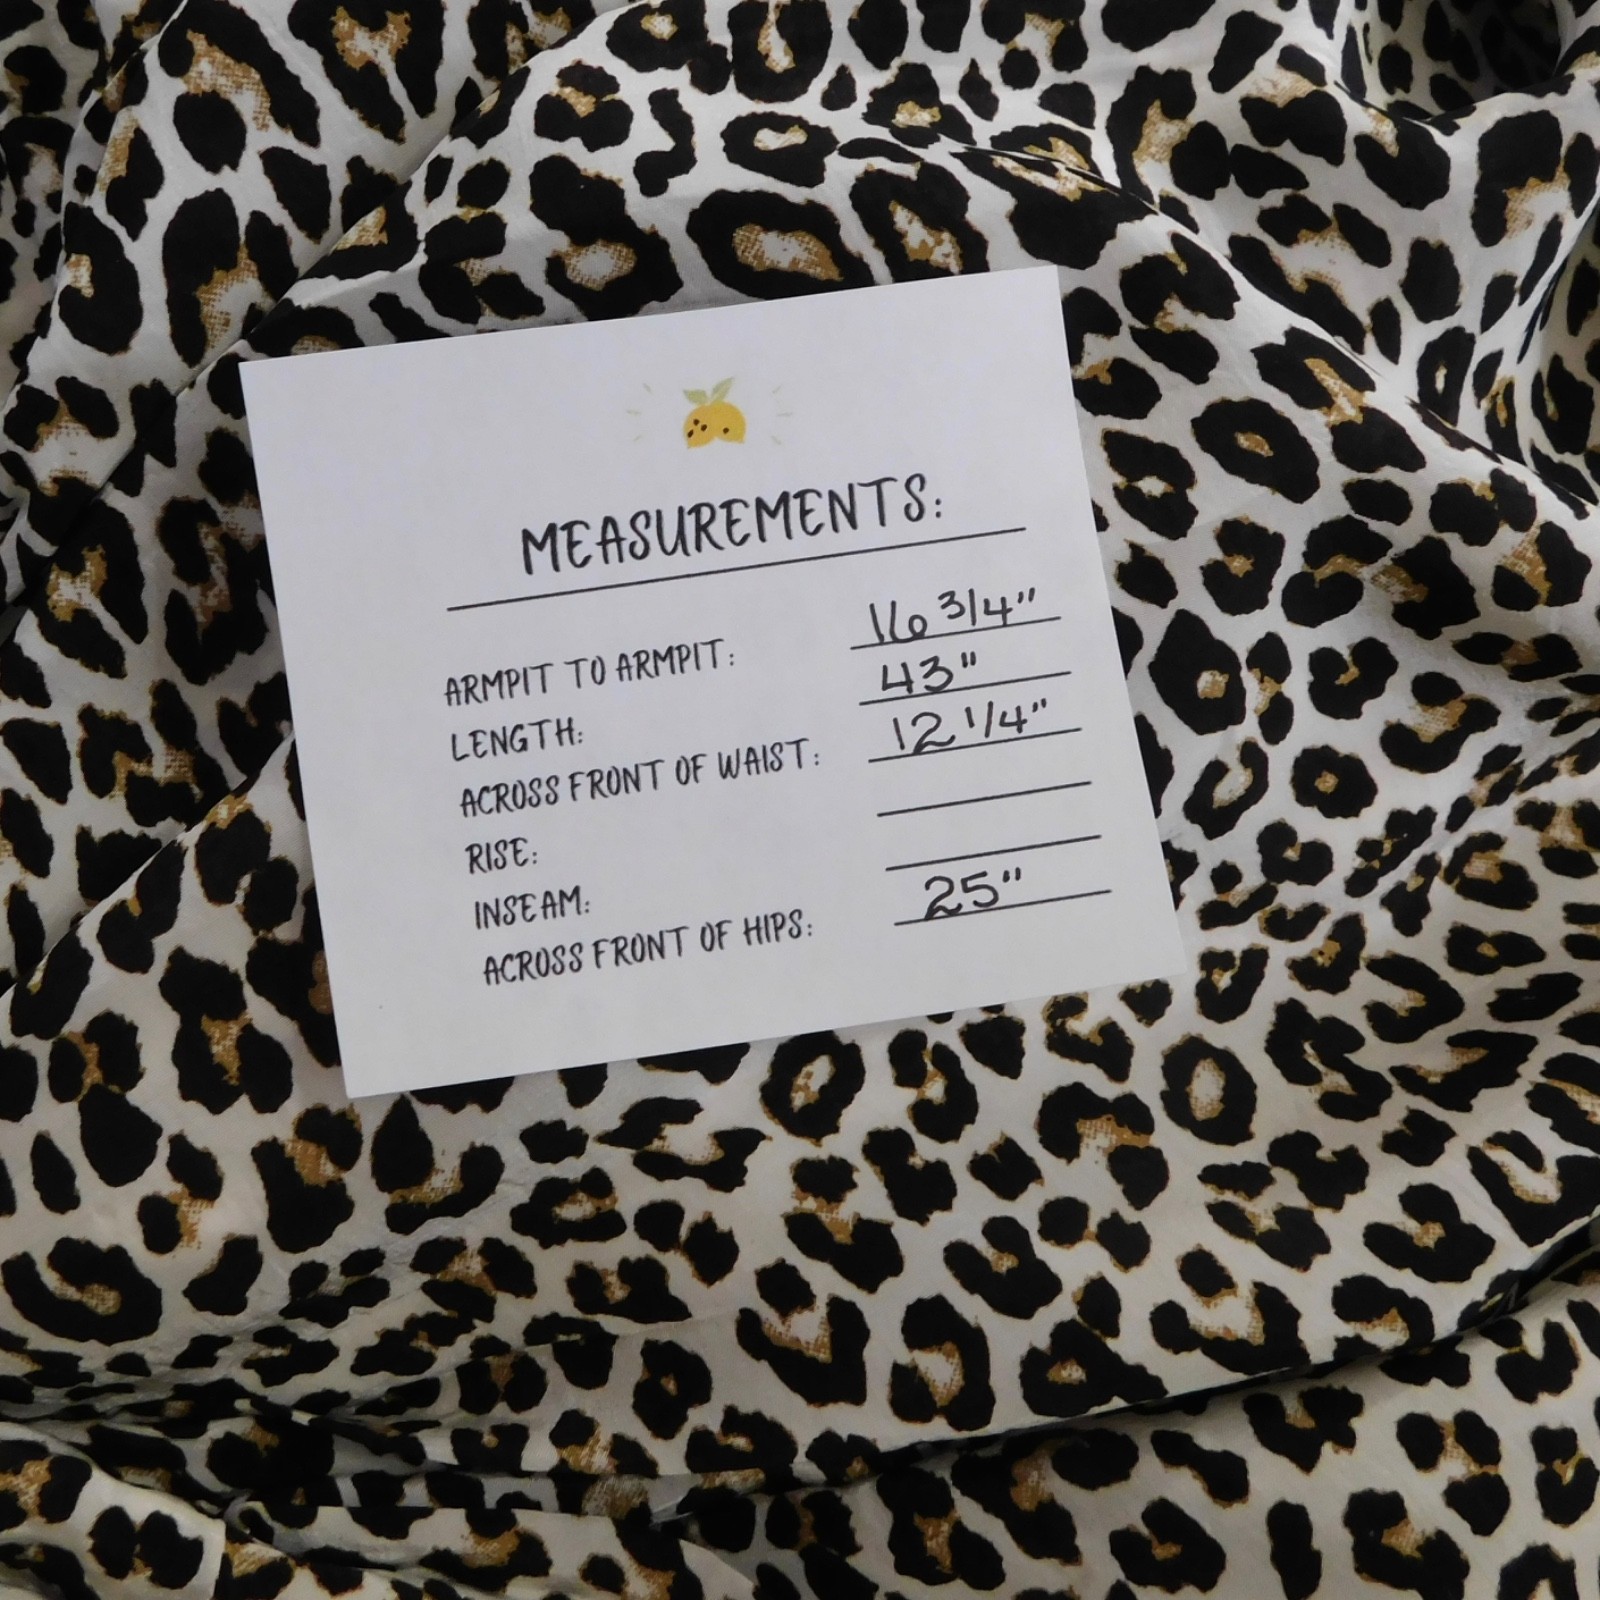 MEASUREMENTS:
ARMPIT TO ARMPIT: 16 3/4"
LENGTH: 43"
ACROSS FRONT OF WAIST: 12 1/4"
RISE:
INSEAM:
ACROSS FRONT OF HIPS: 25"